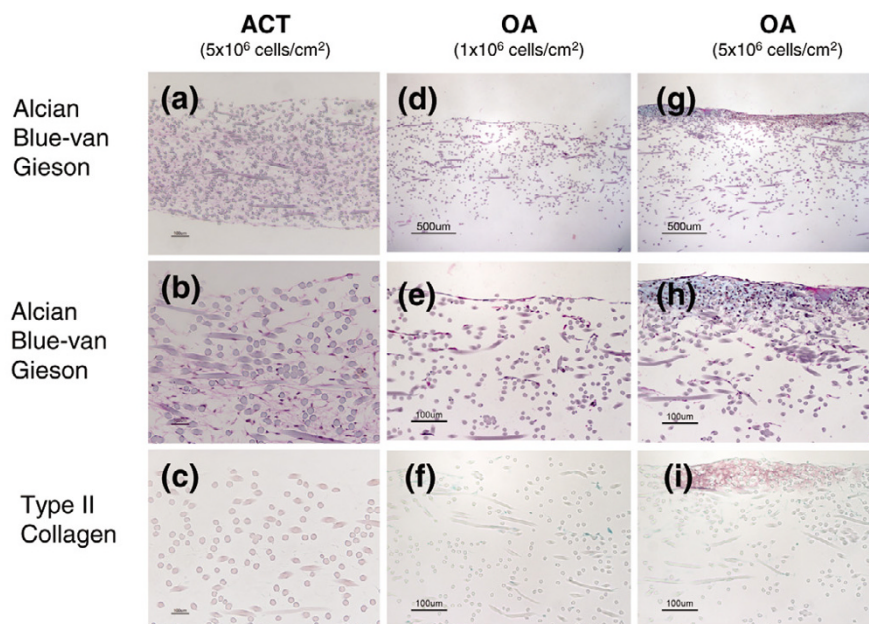 ACT
(5x10⁶ cells/cm²)
OA
(1x10⁶ cells/cm²)
OA
(5x10⁶ cells/cm²)
Alcian
Blue-van
Gieson
(a)
(d)
500um
(g)
500um
Alcian
Blue-van
Gieson
(b)
(e)
100um
(h)
100um
Type II
Collagen
(c)
(f)
100um
(i)
100um